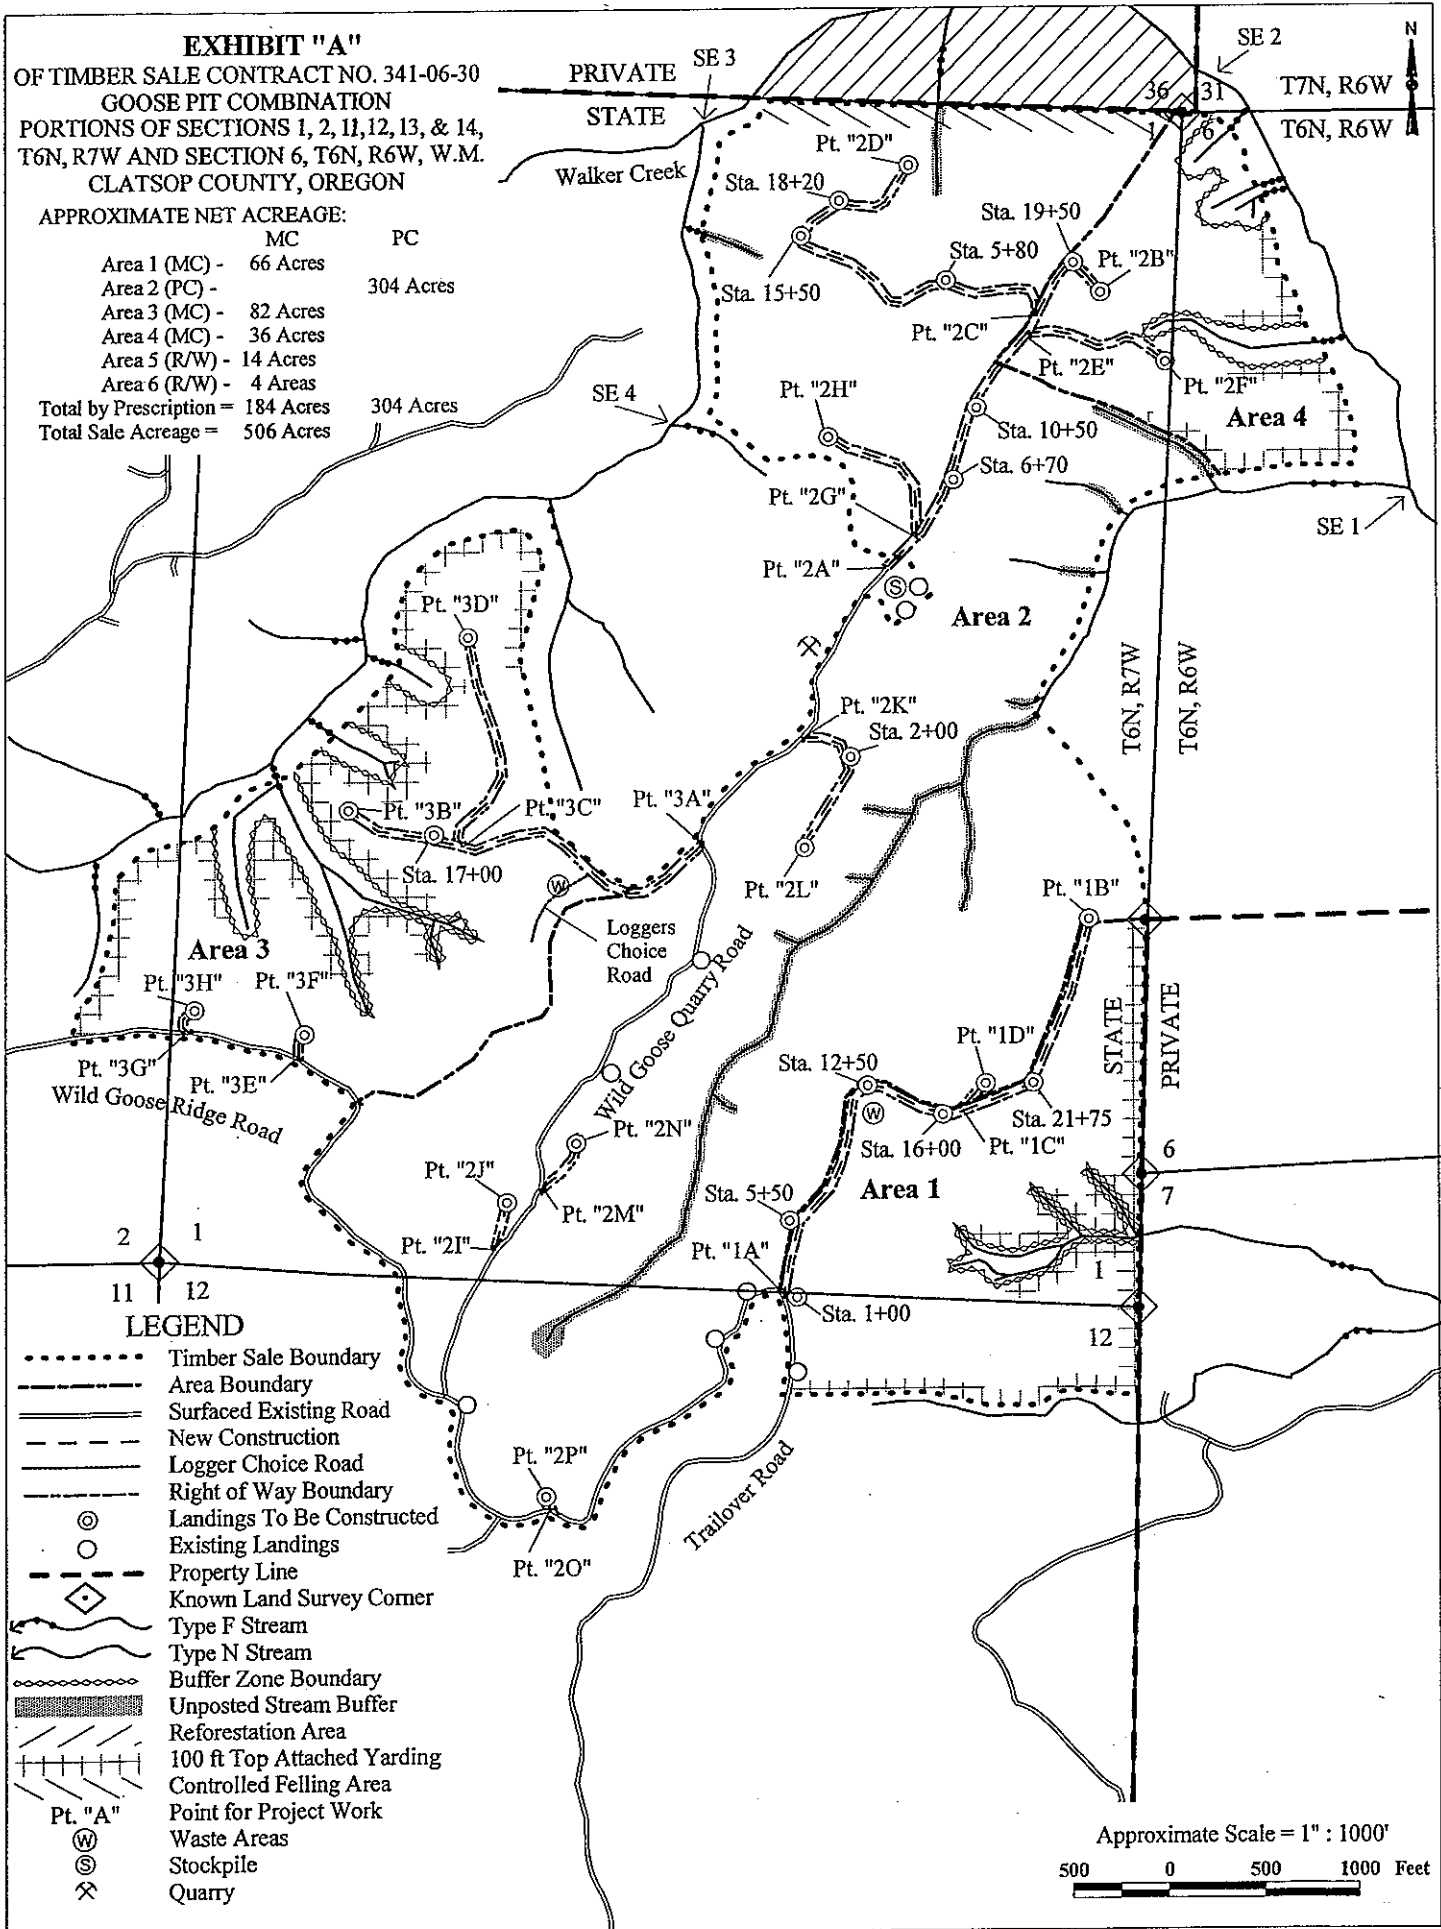 EXHIBIT "A"
OF TIMBER SALE CONTRACT NO. 341-06-30
GOOSE PIT COMBINATION
PORTIONS OF SECTIONS 1, 2, 11,12, 13, & 14,
T6N, R7W AND SECTION 6, T6N, R6W, W.M.
CLATSOP COUNTY, OREGON
APPROXIMATE NET ACREAGE:
MC PC
Area 1 (MC) - 66 Acres
Area 2 (PC) - 304 Acres
Area 3 (MC) - 82 Acres
Area 4 (MC) - 36 Acres
Area 5 (R/W) - 14 Acres
Area 6 (R/W) - 4 Areas
Total by Prescription = 184 Acres 304 Acres
Total Sale Acreage = 506 Acres
PRIVATE
STATE
SE 3
SE 2
N
36 31
1 6
T7N, R6W
T6N, R6W
Walker Creek
Pt. "2D"
Sta. 18+20
Sta. 19+50
Sta. 5+80
Pt. "2B"
Sta. 15+50
Pt. "2C"
Pt. "2E"
Pt. "2F"
SE 4
Pt. "2H"
Area 4
Sta. 10+50
Sta. 6+70
Pt. "2G"
SE 1
Pt. "2A"
S
Area 2
Pt. "3D"
T6N, R7W
T6N, R6W
Pt. "2K"
Sta. 2+00
Pt. "3B"
Pt. "3C"
Pt. "3A"
Sta. 17+00
W
Pt. "2L"
Pt. "1B"
Loggers
Choice
Road
Area 3
Pt. "3H"
Pt. "3F"
Wild Goose Quarry Road
STATE
PRIVATE
Pt. "3G"
Pt. "3E"
Wild Goose Ridge Road
Sta. 12+50
Pt. "1D"
W
Sta. 16+00
Pt. "1C"
Sta. 21+75
Pt. "2N"
Pt. "2J"
Area 1
6
7
Sta. 5+50
Pt. "2M"
Pt. "2I"
Pt. "1A"
2 1
11 12
1
12
Sta. 1+00
Pt. "2P"
Pt. "2O"
Trailover Road
LEGEND
Timber Sale Boundary
Area Boundary
Surfaced Existing Road
New Construction
Logger Choice Road
Right of Way Boundary
Landings To Be Constructed
Existing Landings
Property Line
Known Land Survey Corner
Type F Stream
Type N Stream
Buffer Zone Boundary
Unposted Stream Buffer
Reforestation Area
100 ft Top Attached Yarding
Controlled Felling Area
Pt. "A" Point for Project Work
W Waste Areas
S Stockpile
Quarry
Approximate Scale = 1" : 1000'
500 0 500 1000 Feet